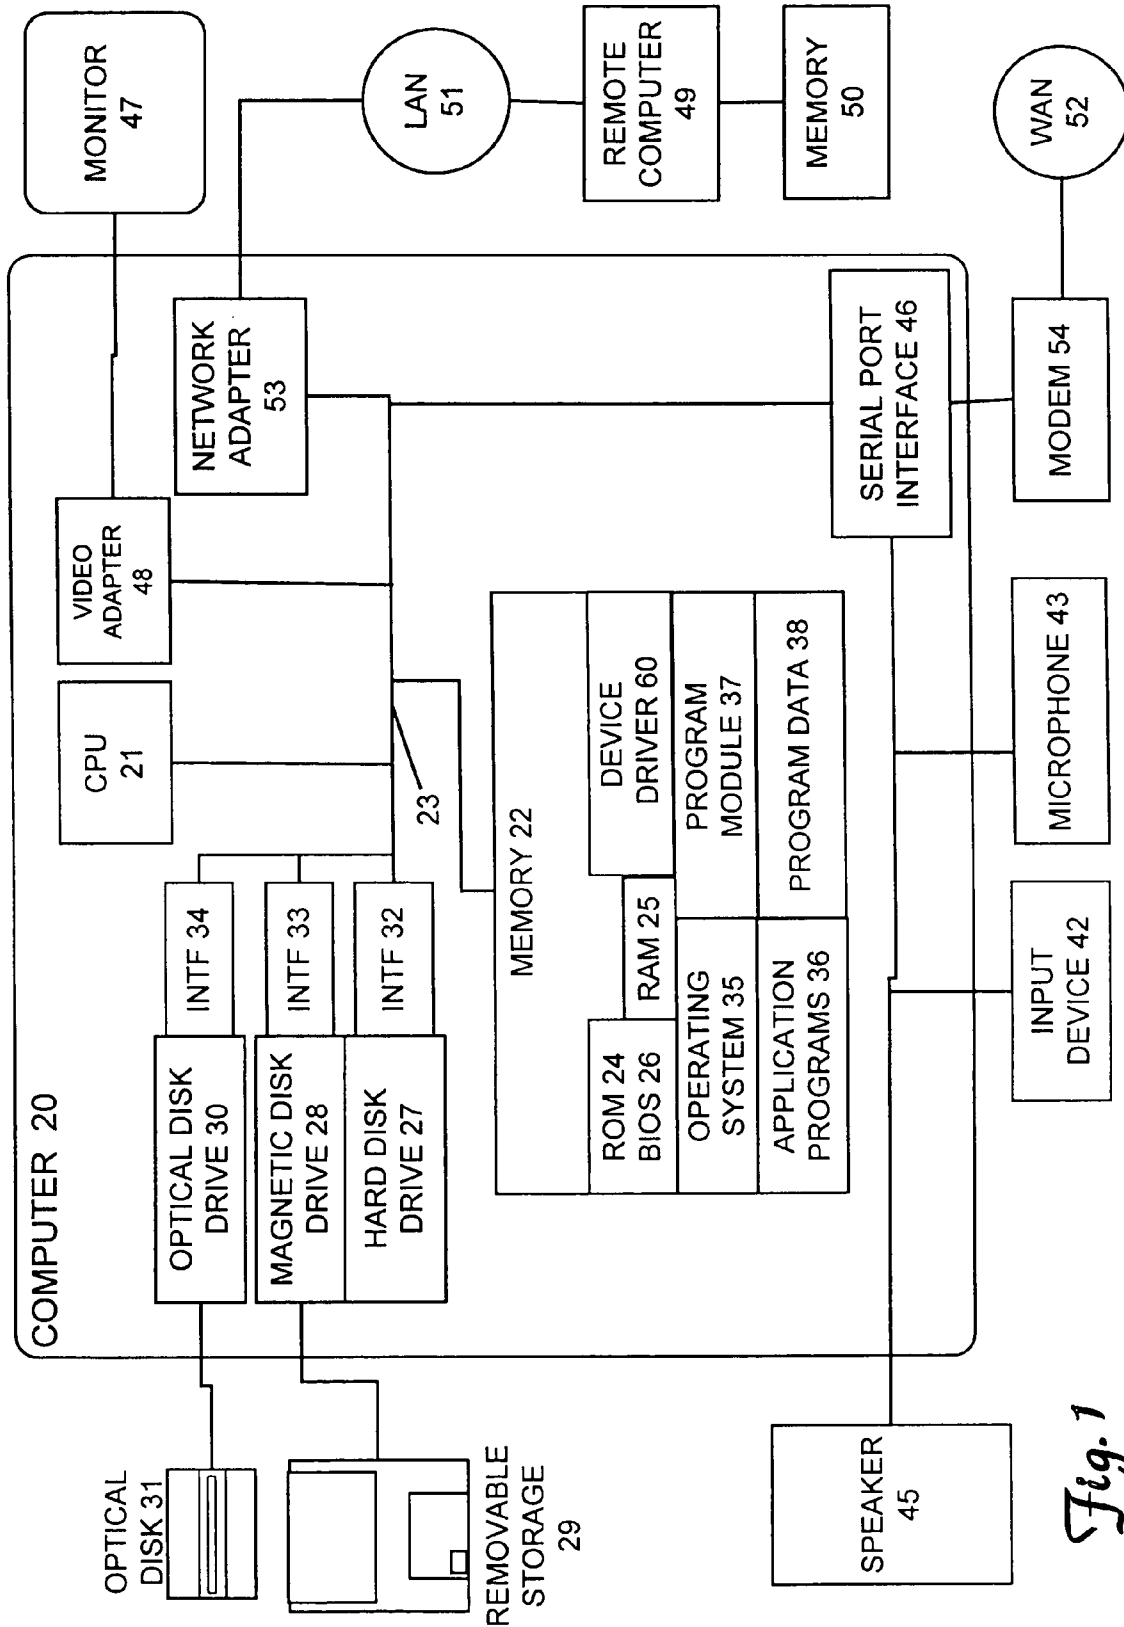 COMPUTER 20
MONITOR
47
VIDEO
ADAPTER
48
CPU
21
NETWORK
ADAPTER
53
LAN
51
REMOTE
COMPUTER
49
MEMORY
50
OPTICAL
DISK 31
OPTICAL DISK
DRIVE 30
INTF 34
MAGNETIC DISK
DRIVE 28
INTF 33
HARD DISK
DRIVE 27
INTF 32
23
REMOVABLE
STORAGE
29
MEMORY 22
ROM 24
BIOS 26
RAM 25
DEVICE
DRIVER 60
OPERATING
SYSTEM 35
PROGRAM
MODULE 37
APPLICATION
PROGRAMS 36
PROGRAM DATA 38
SERIAL PORT
INTERFACE 46
SPEAKER
45
INPUT
DEVICE 42
MICROPHONE 43
MODEM 54
WAN
52
Fig. 1